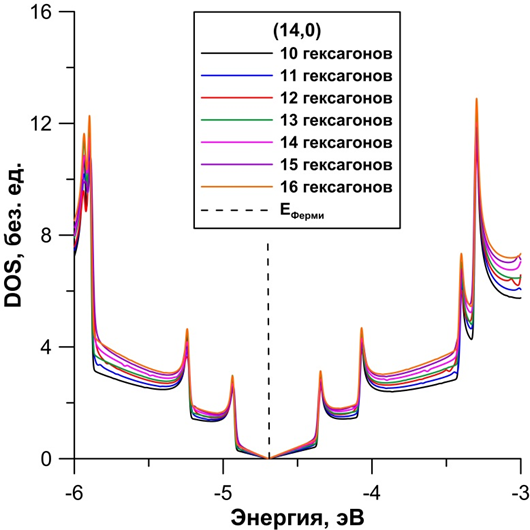 16
12
8
4
0
DOS, без. ед.
(14,0)
10 гексагонов
11 гексагонов
12 гексагонов
13 гексагонов
14 гексагонов
15 гексагонов
16 гексагонов
EФерми
-6
-5
-4
-3
Энергия, эВ